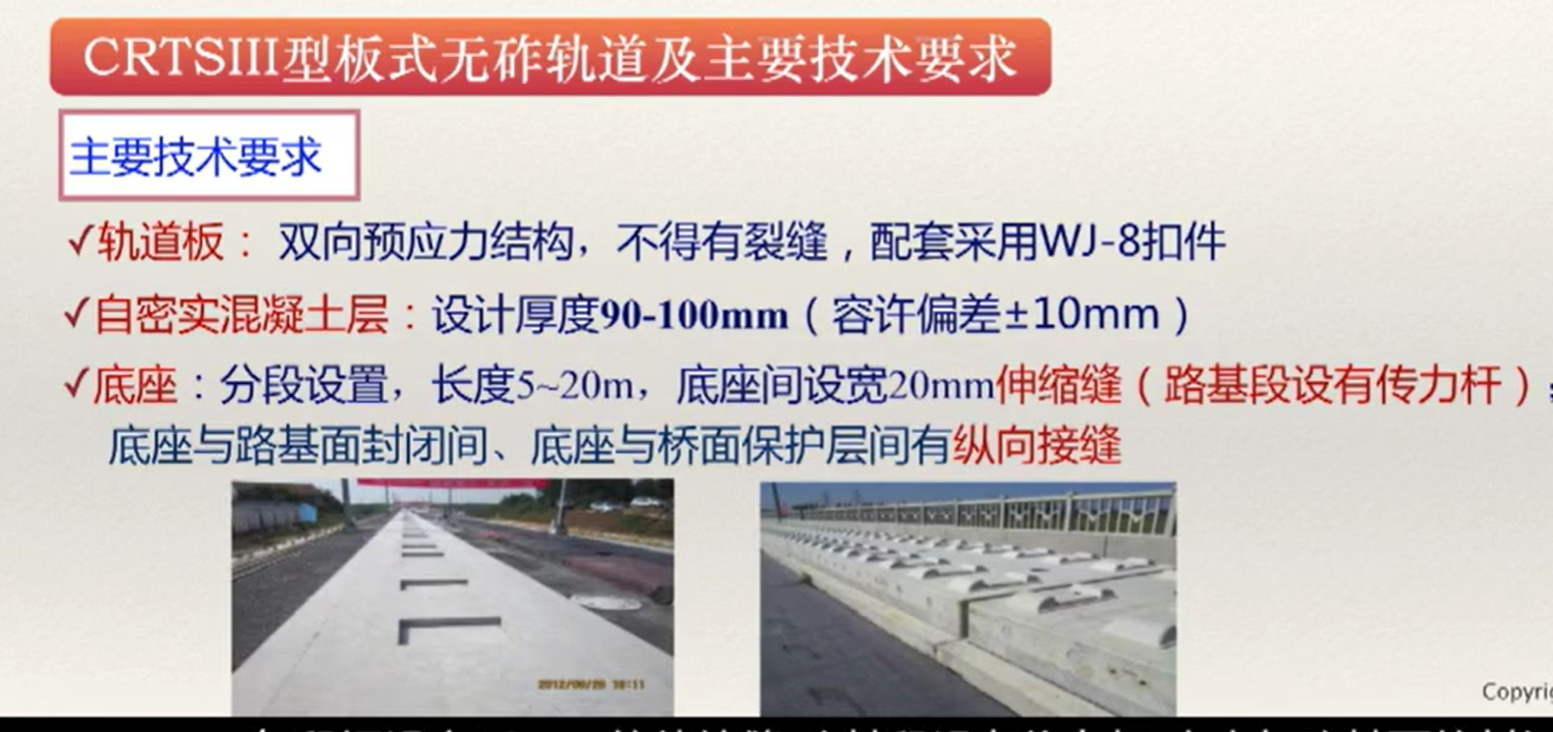 CRTSIII型板式无砟轨道及主要技术要求
主要技术要求
✓轨道板： 双向预应力结构，不得有裂缝，配套采用WJ-8扣件
✓自密实混凝土层：设计厚度90-100mm（容许偏差±10mm）
✓底座：分段设置，长度5~20m，底座间设宽20mm伸缩缝（路基段设有传力杆）；
底座与路基面封闭间、底座与桥面保护层间有纵向接缝
2012/06/26 10:11